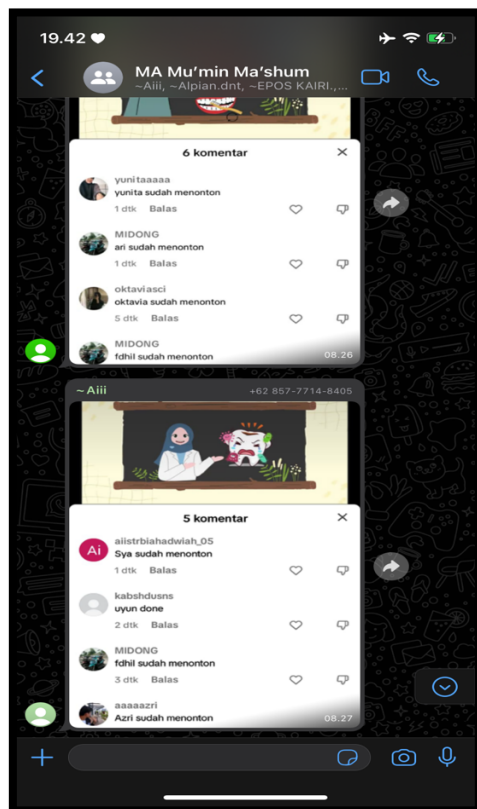 19.42
MA Mu'min Ma'shum
~Aiii, ~Alpian.dnt, ~EPOS KAIRI.,...
6 komentar
yunitaaaaa
yunita sudah menonton
1 dtk Balas
MIDONG
ari sudah menonton
1 dtk Balas
oktaviasci
oktavia sudah menonton
5 dtk Balas
MIDONG
fdhil sudah menonton
08.26
~Aiii +62 857-7714-8405
5 komentar
Ai
aiistrbiahadwiah_05
Sya sudah menonton
1 dtk Balas
kabshdusns
uyun done
2 dtk Balas
MIDONG
fdhil sudah menonton
3 dtk Balas
aaaaazri
Azri sudah menonton
08.27